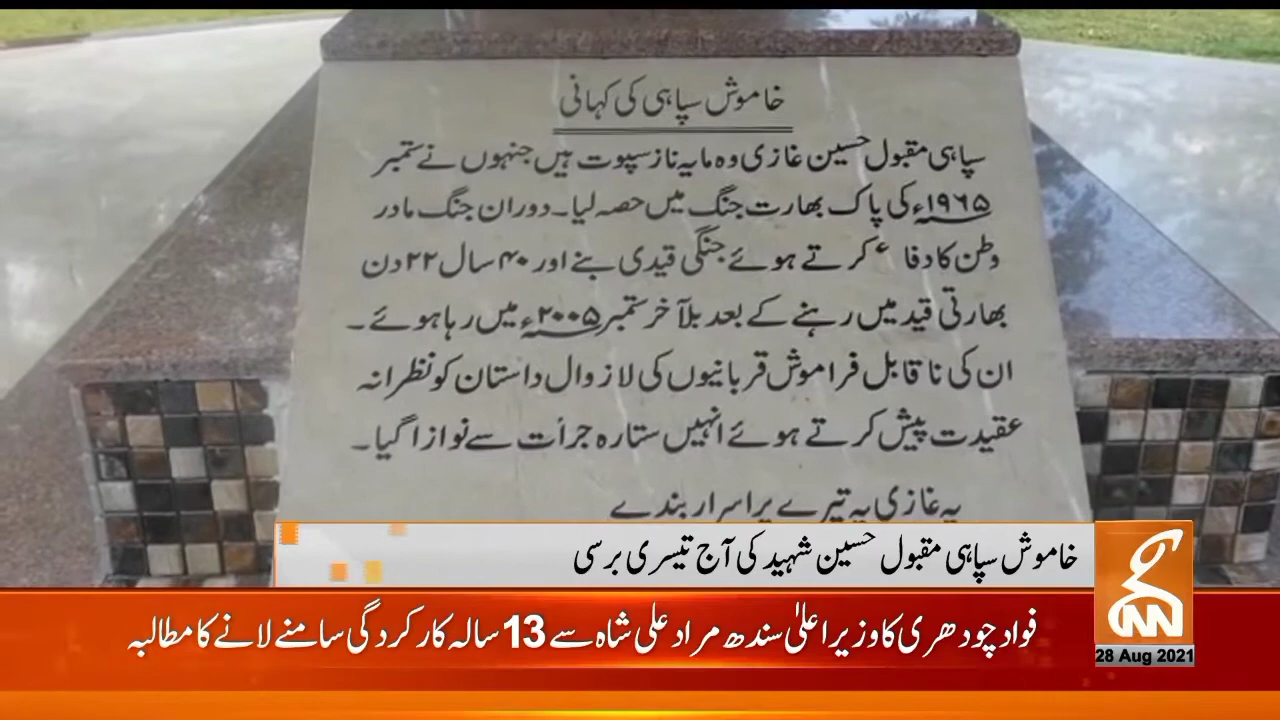 خاموش سپاہی کی کہانی
سپاہی مقبول حسین غازی وہ مایہ ناز سپوت ہیں جنہوں نے ستمبر
۱۹۶۵ء کی پاک بھارت جنگ میں حصہ لیا۔ دوران جنگ مادر
وطن کا دفاع کرتے ہوئے جنگی قیدی بنے اور ۴۰ سال ۲۲ دن
بھارتی قید میں رہنے کے بعد بلآخر ستمبر ۲۰۰۵ء میں رہا ہوئے۔
ان کی ناقابل فراموش قربانیوں کی لازوال داستان کو نظرانہ
عقیدت پیش کرتے ہوئے انہیں ستارہ جرأت سے نوازا گیا۔
یہ غازی یہ تیرے پراسرار بندے
خاموش سپاہی مقبول حسین شہید کی آج تیسری برسی
فواد چودھری کا وزیراعلیٰ سندھ مراد علی شاہ سے 13 سالہ کارکردگی سامنے لانے کا مطالبہ
GNN
28 Aug 2021